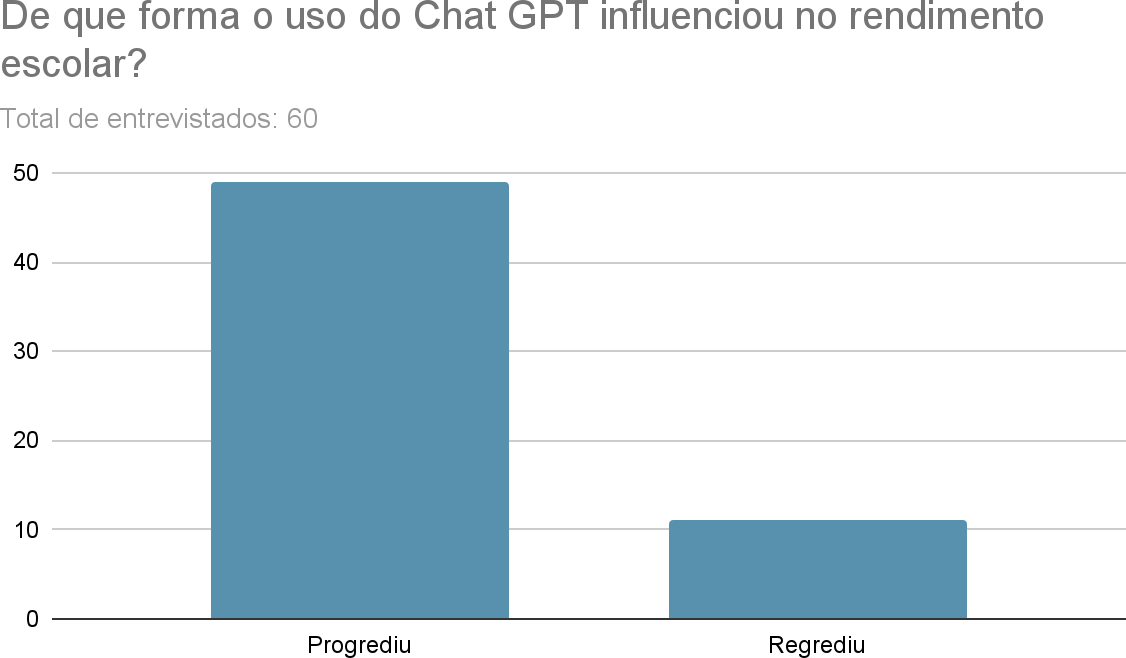 De que forma o uso do Chat GPT influenciou no rendimento
escolar?
Total de entrevistados: 60
50
40
30
20
10
0
Progrediu
Regrediu